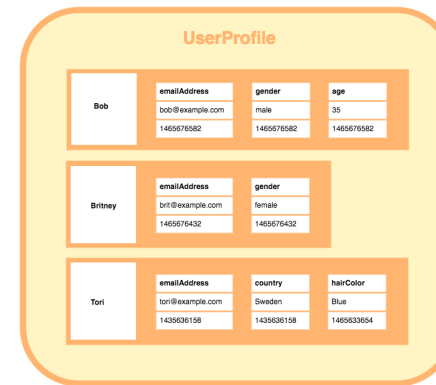 UserProfile
emailAddress gender age
Bob bob@example.com male 35
1465676582 1465676582 1465676582
emailAddress gender
Britney brit@example.com female
1465676432 1465676432
emailAddress country hairColor
Tori tori@example.com Sweden Blue
1435636158 1435636158 1465633654